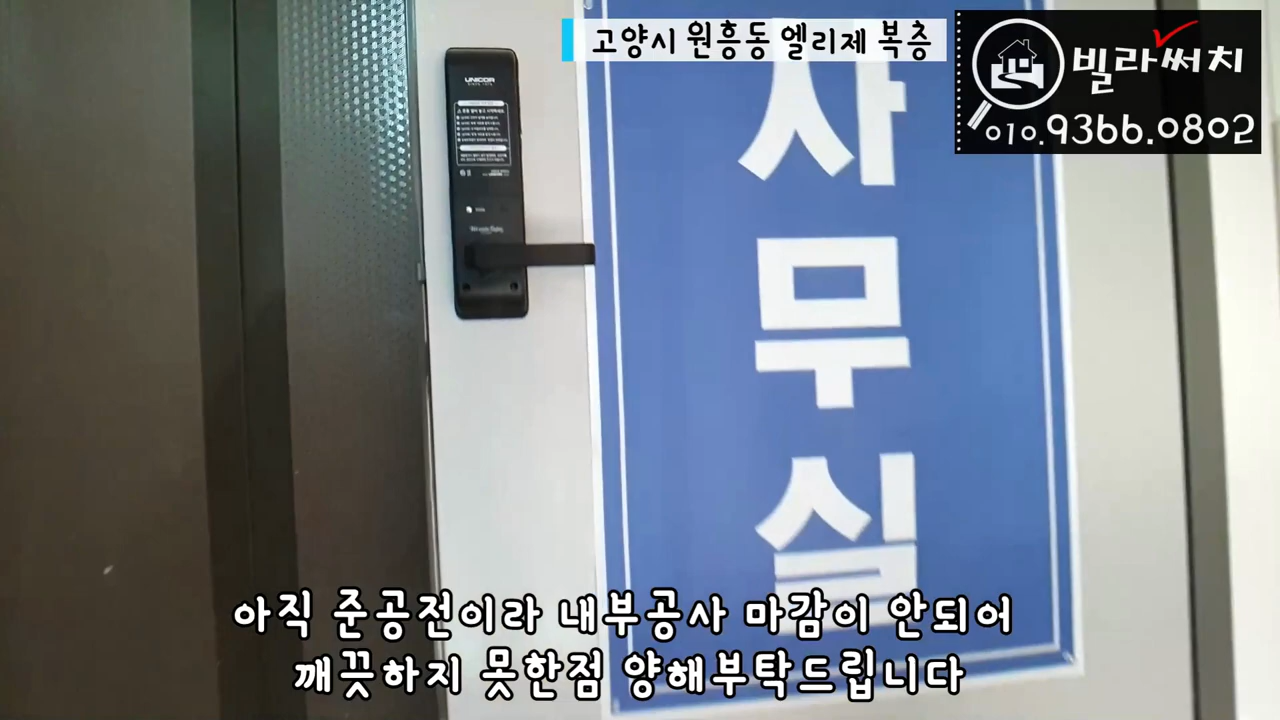 고양시 원흥동 엘리제 복층
빌라써치
010.9366.0802
UNICOR
사
무
실
아직 준공전이라 내부공사 마감이 안되어
깨끗하지 못한점 양해부탁드립니다